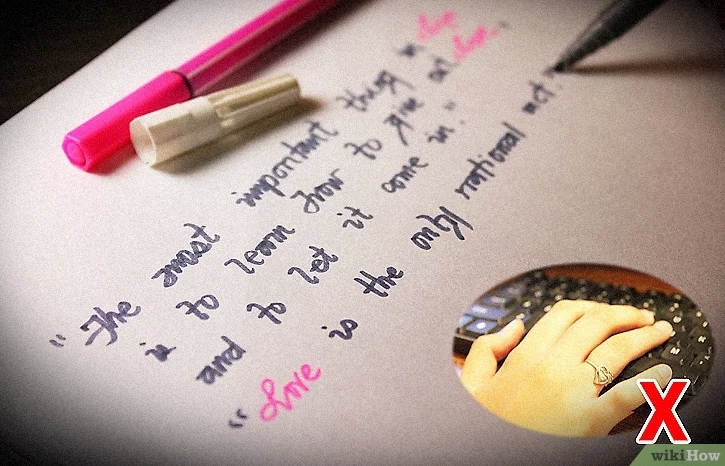 "The most important thing in love
is to learn how to give out love,
and to let it come in."
"Love is the only rational act."
X
wikiHow